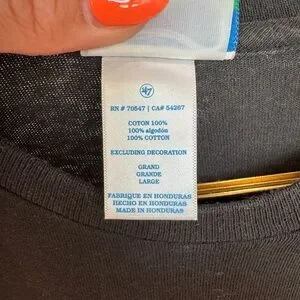 47
RN # 70547 | CA# 54267
COTON 100%
100% algodón
100% COTTON
EXCLUDING DECORATION
GRAND
GRANDE
LARGE
FABRIQUE EN HONDURAS
HECHO EN HONDURAS
MADE IN HONDURAS